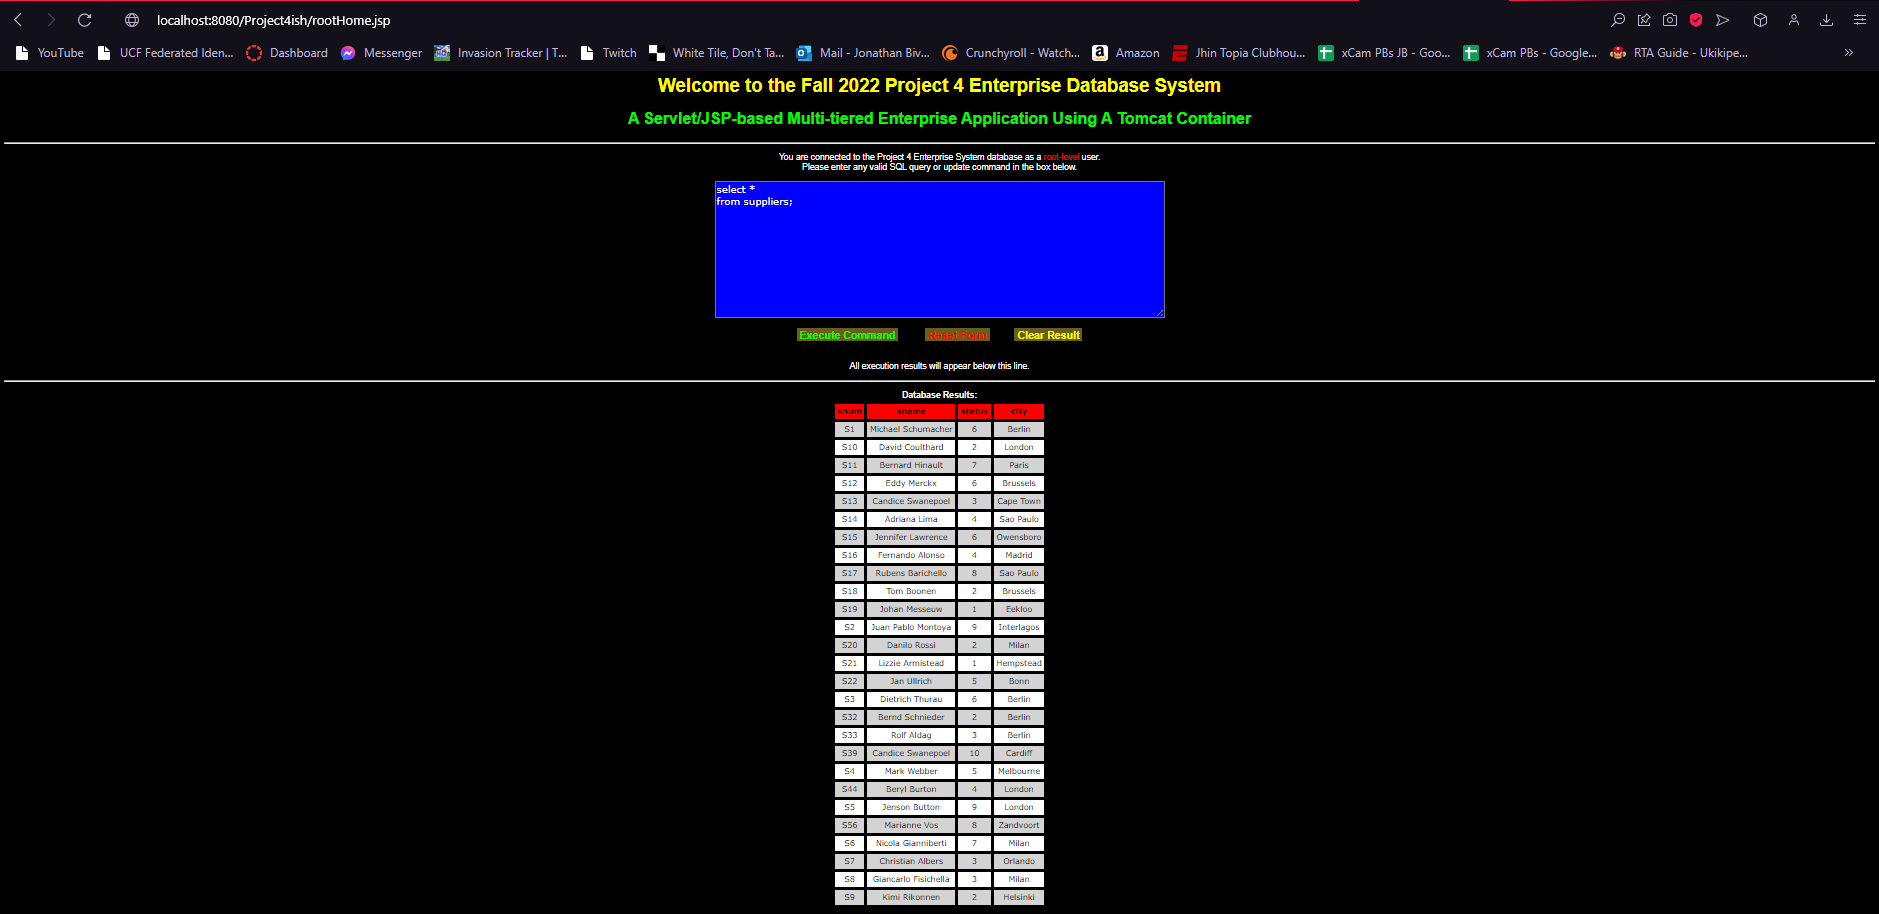 localhost:8080/Project4ish/rootHome.jsp
YouTube UCF Federated Iden... Dashboard Messenger Invasion Tracker | T... Twitch White Tile, Don't Ta... Mail - Jonathan Biv... Crunchyroll - Watch... Amazon Jhin Topia Clubhou... xCam PBs JB - Goo... xCam PBs - Google... RTA Guide - Ukikipe... »
Welcome to the Fall 2022 Project 4 Enterprise Database System
A Servlet/JSP-based Multi-tiered Enterprise Application Using A Tomcat Container
You are connected to the Project 4 Enterprise System database as a root-level user.
Please enter any valid SQL query or update command in the box below.
select *
from suppliers;
Execute Command Reset Form Clear Result
All execution results will appear below this line.
Database Results:
snum sname status city
S1 Michael Schumacher 6 Berlin
S10 David Coulthard 2 London
S11 Bernard Hinault 7 Paris
S12 Eddy Merckx 6 Brussels
S13 Candice Swanepoel 3 Cape Town
S14 Adriana Lima 4 Sao Paulo
S15 Jennifer Lawrence 6 Owensboro
S16 Fernando Alonso 4 Madrid
S17 Rubens Barichello 8 Sao Paulo
S18 Tom Boonen 2 Brussels
S19 Johan Messeuw 1 Eekloo
S2 Juan Pablo Montoya 9 Interlagos
S20 Danilo Rossi 2 Milan
S21 Lizzie Armistead 1 Hempstead
S22 Jan Ullrich 5 Bonn
S3 Dietrich Thurau 6 Berlin
S32 Bernd Schnieder 2 Berlin
S33 Rolf Aldag 3 Berlin
S39 Candice Swanepoel 10 Cardiff
S4 Mark Webber 5 Melbourne
S44 Beryl Burton 4 London
S5 Jenson Button 9 London
S56 Marianne Vos 8 Zandvoort
S6 Nicola Gianniberti 7 Milan
S7 Christian Albers 3 Orlando
S8 Giancarlo Fisichella 3 Milan
S9 Kimi Rikonnen 2 Helsinki